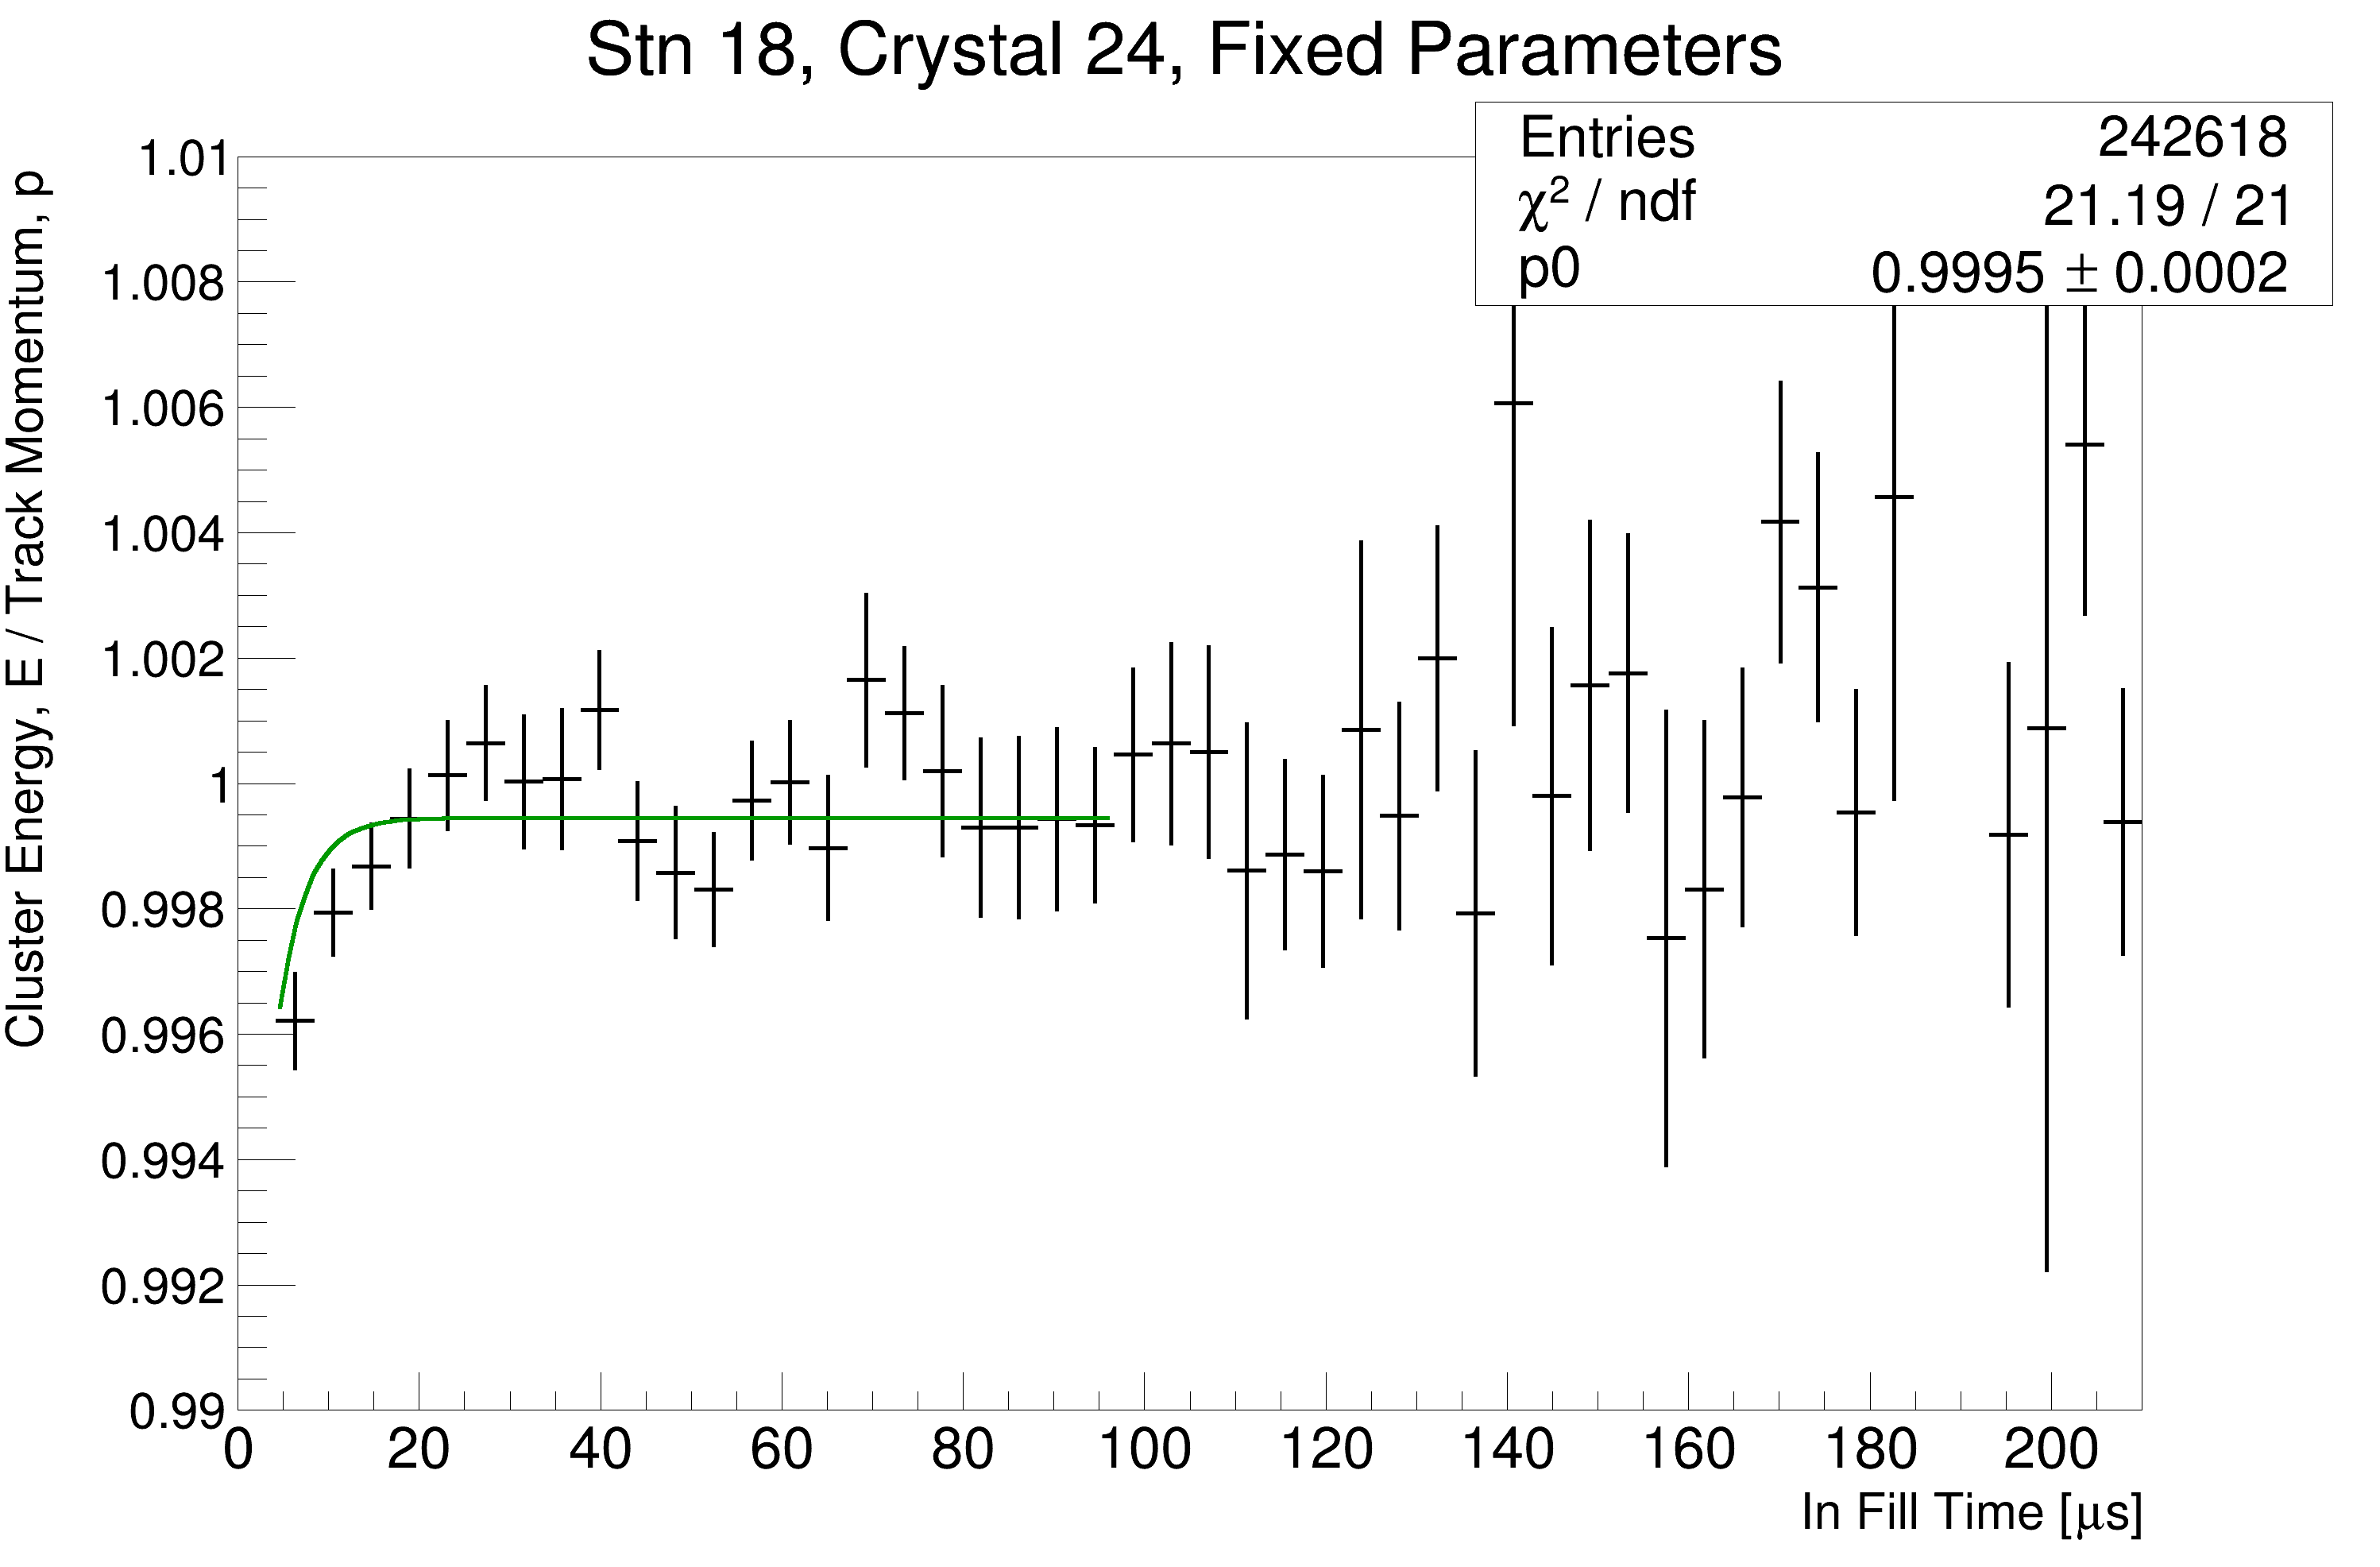 Stn 18, Crystal 24, Fixed Parameters
Entries 242618
χ² / ndf 21.19 / 21
p0 0.9995 ± 0.0002
Cluster Energy, E / Track Momentum, p
1.01
1.008
1.006
1.004
1.002
1
0.998
0.996
0.994
0.992
0.99
0 20 40 60 80 100 120 140 160 180 200
In Fill Time [μs]